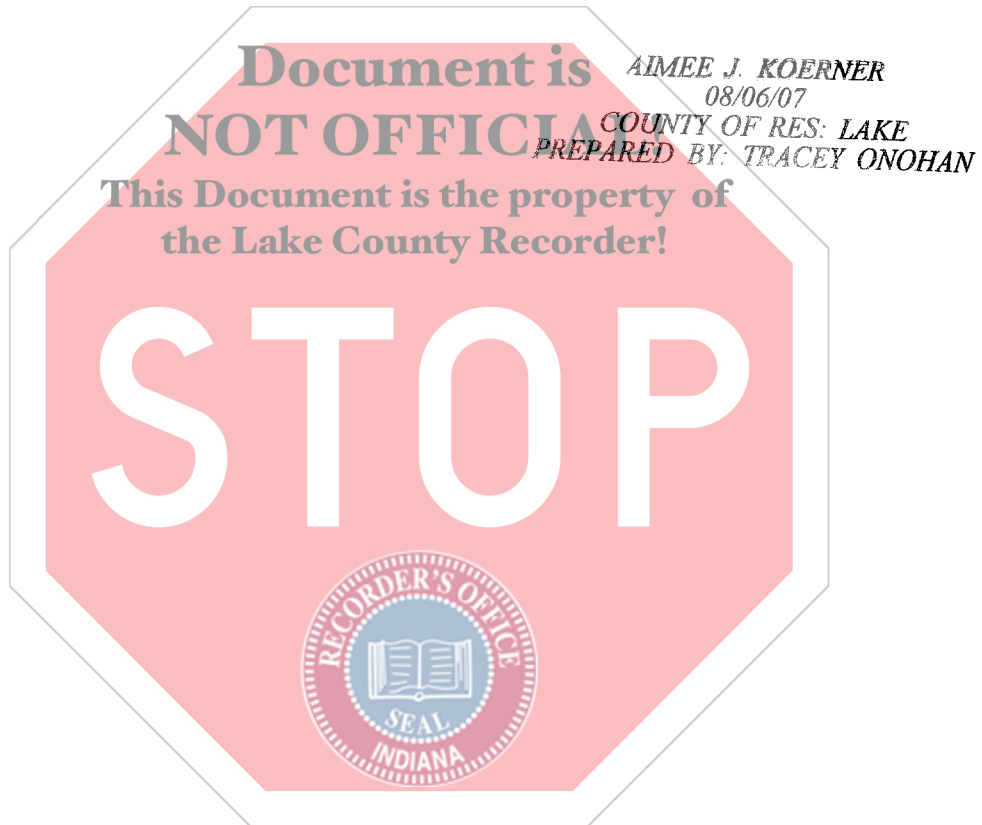 Document is
NOT OFFICIAL!
This Document is the property of
the Lake County Recorder!
AIMEE J. KOERNER
08/06/07
COUNTY OF RES: LAKE
PREPARED BY: TRACEY ONOHAN
STOP
RECORDER'S OFFICE
SEAL
INDIANA